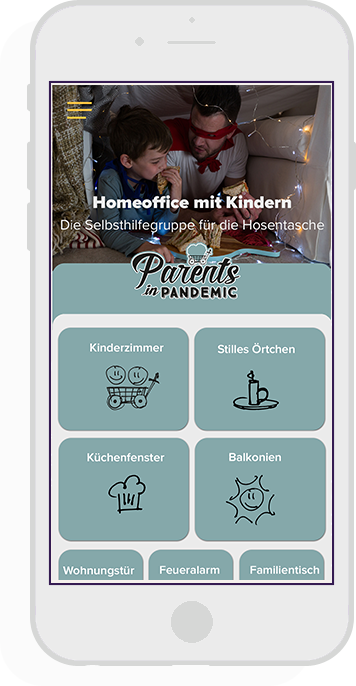 Homeoffice mit Kindern
Die Selbsthilfegruppe für die Hosentasche
Parents
in PANDEMIC
Kinderzimmer
Stilles Örtchen
Küchenfenster
Balkonien
Wohnungstür
Feueralarm
Familientisch